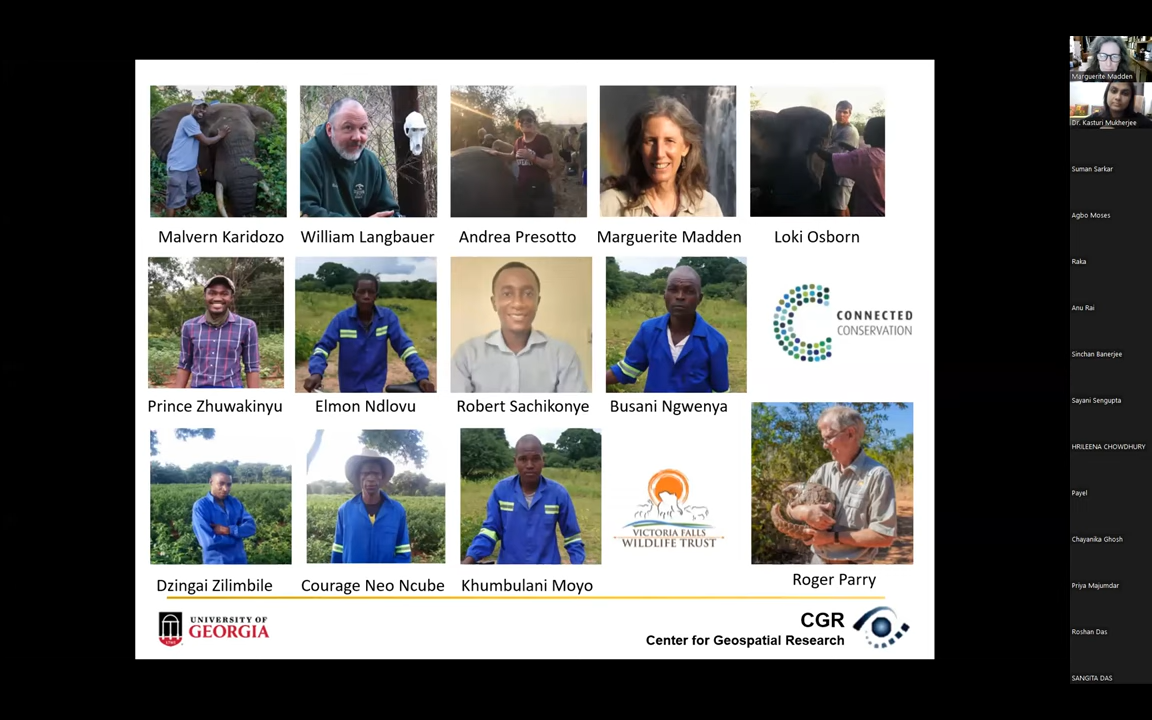 Malvern Karidozo
William Langbauer
Andrea Presotto
Marguerite Madden
Loki Osborn
Prince Zhuwakinyu
Elmon Ndlovu
Robert Sachikonye
Busani Ngwenya
CONNECTED
CONSERVATION
Dzingai Zilimbile
Courage Neo Ncube
Khumbulani Moyo
VICTORIA FALLS
WILDLIFE TRUST
Roger Parry
UNIVERSITY OF
GEORGIA
CGR
Center for Geospatial Research
Marguerite Madden
Dr. Kasturi Mukherjee
Suman Sarkar
Agbo Moses
Raka
Anu Rai
Sinchan Banerjee
Sayani Sengupta
HRILEENA CHOWDHURY
Payel
Chayanika Ghosh
Priya Majumdar
Roshan Das
SANGITA DAS